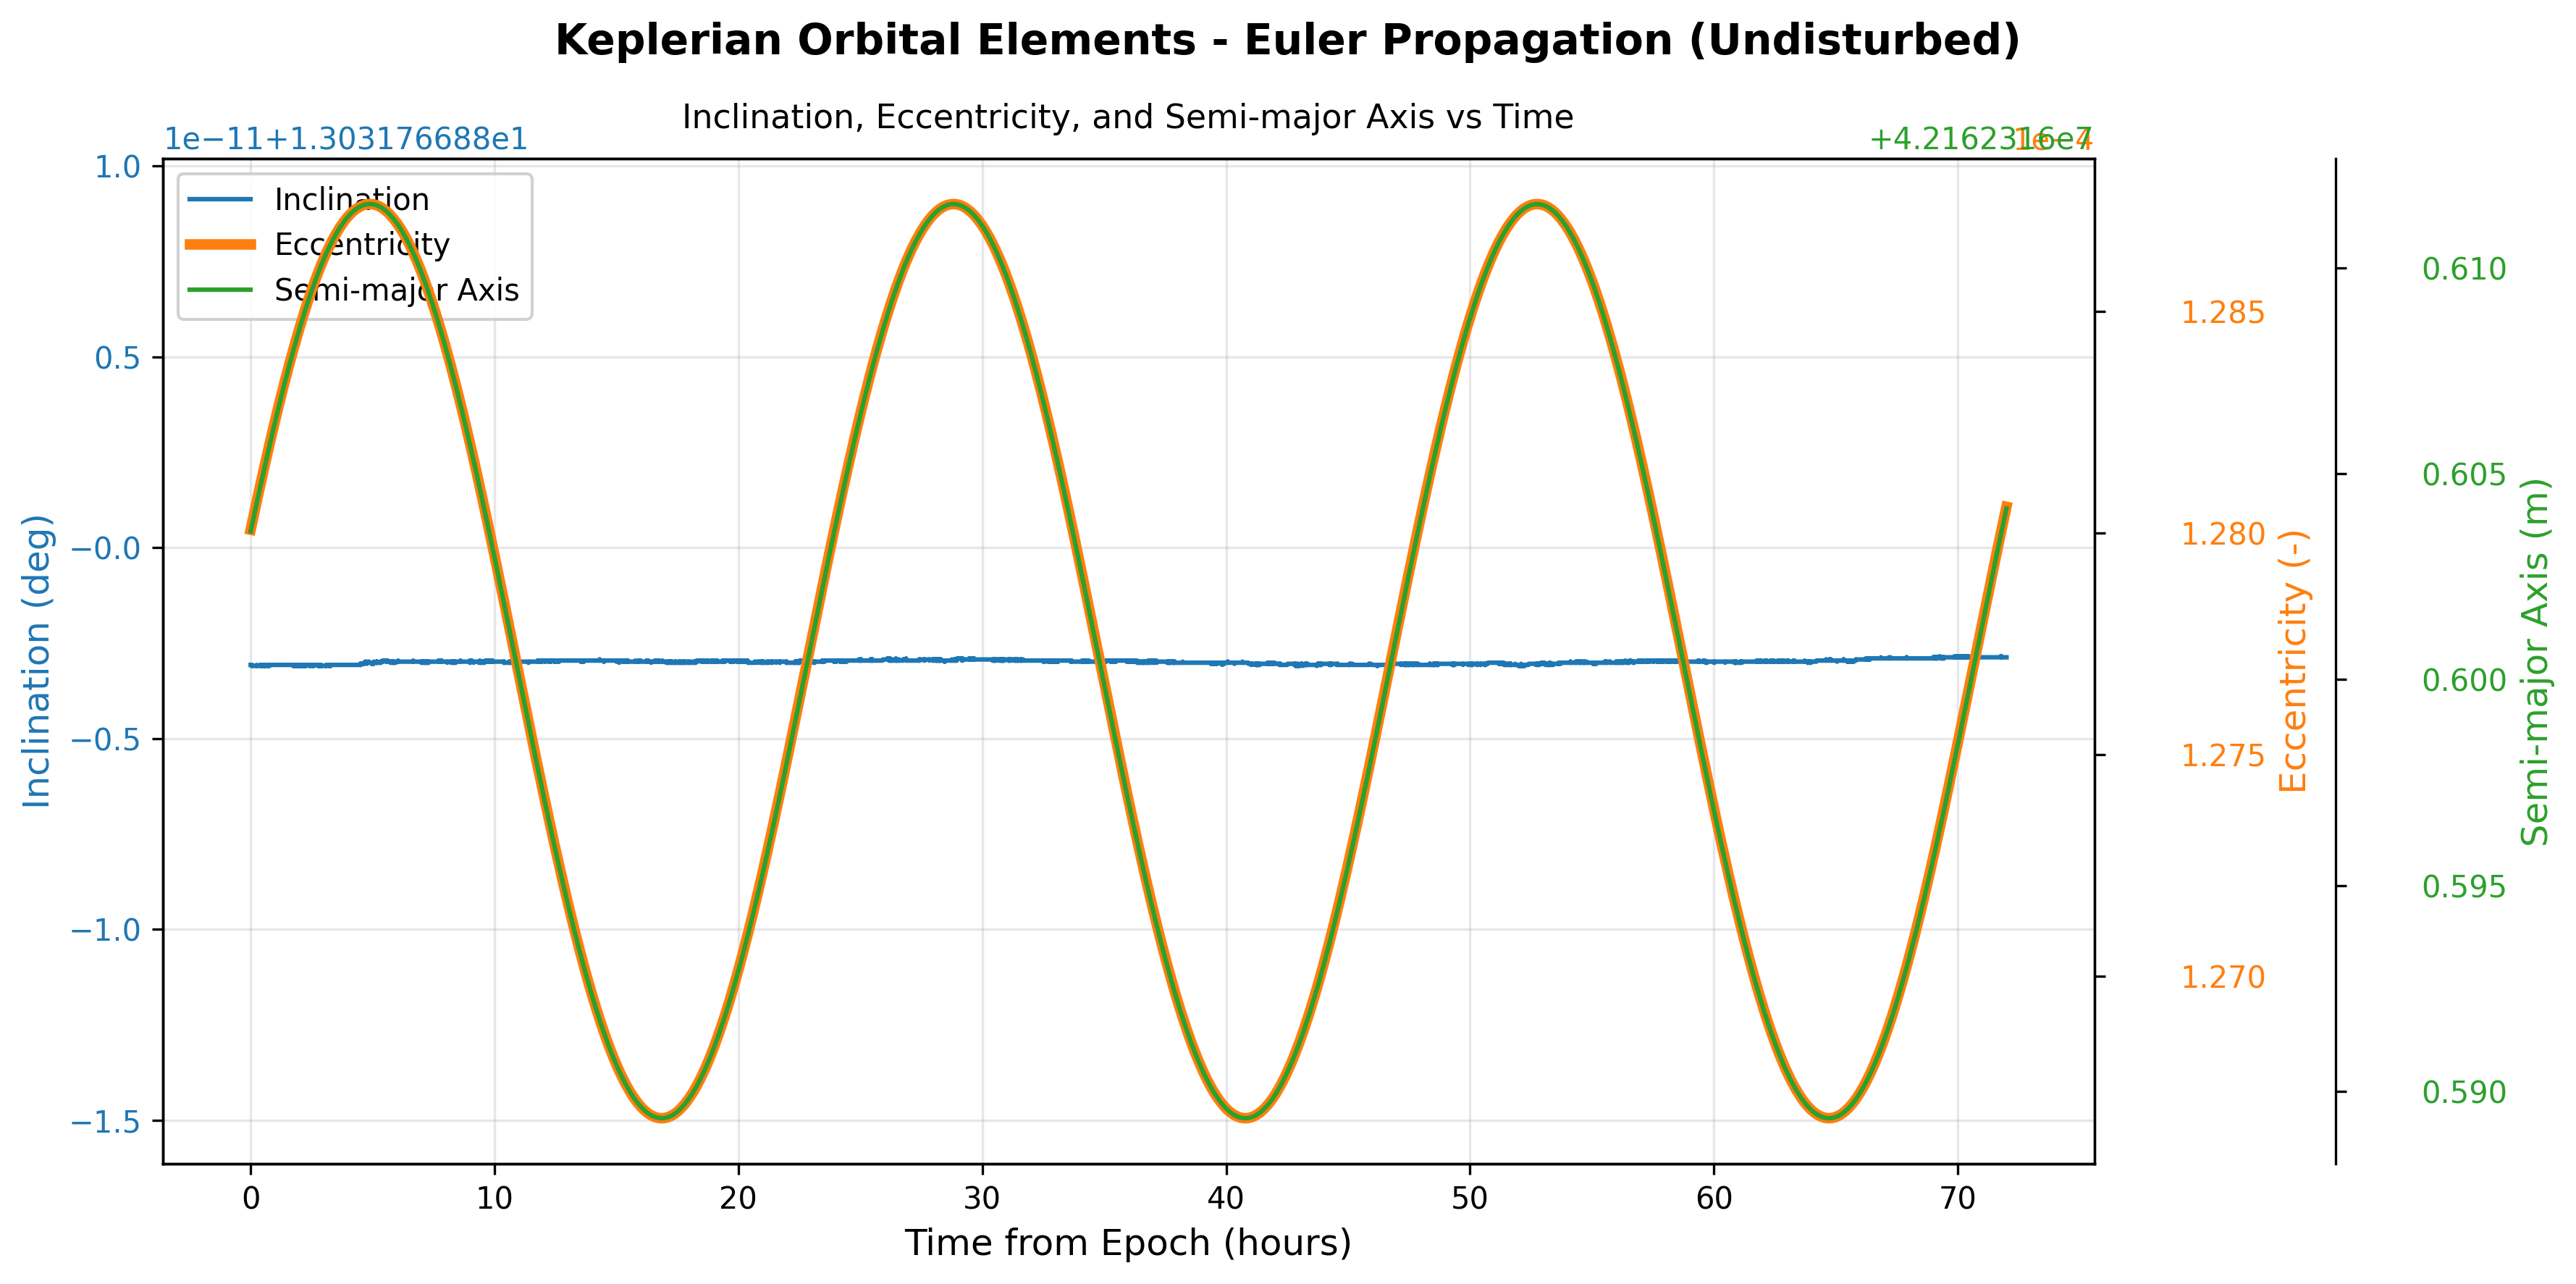 Keplerian Orbital Elements - Euler Propagation (Undisturbed)
Inclination, Eccentricity, and Semi-major Axis vs Time
1e−11+1.303176688e1
+4.2162316e7
1e−4
Inclination
Eccentricity
Semi-major Axis
1.0
0.5
−0.0
−0.5
−1.0
−1.5
Inclination (deg)
0 10 20 30 40 50 60 70
Time from Epoch (hours)
1.285
1.280
1.275
1.270
Eccentricity (-)
0.610
0.605
0.600
0.595
0.590
Semi-major Axis (m)